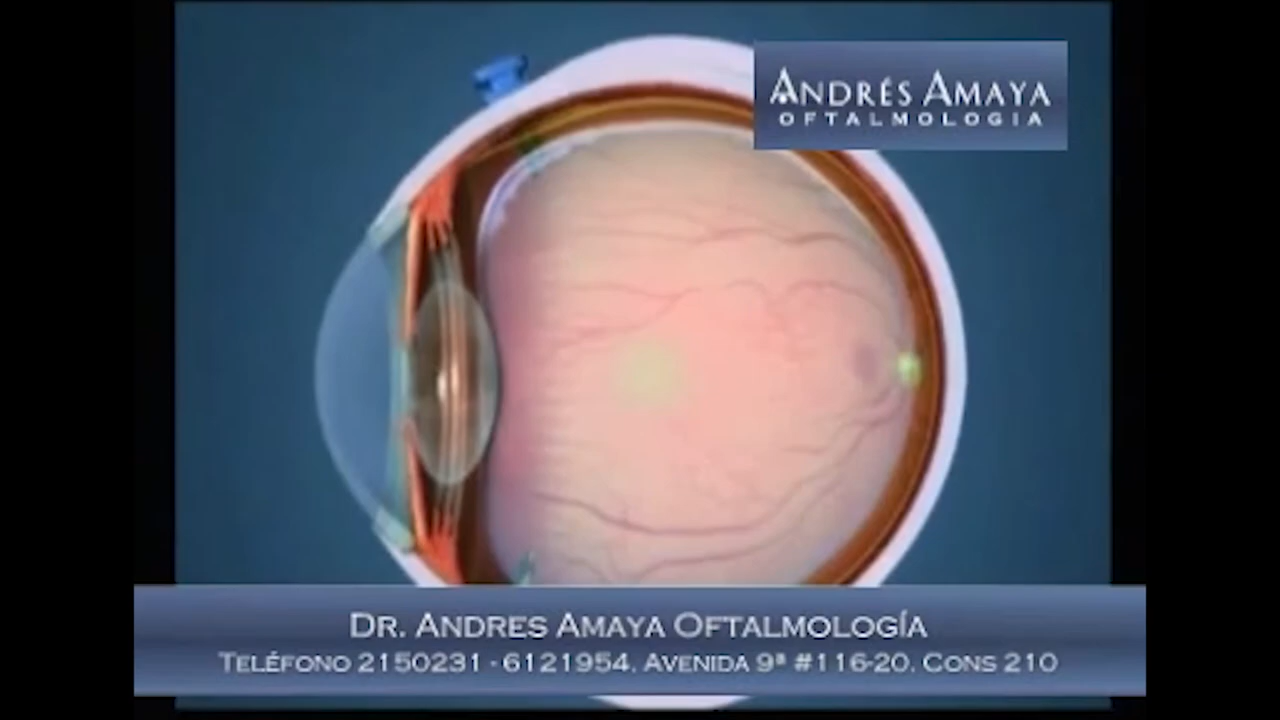 ANDRÉS AMAYA
OFTALMOLOGIA
DR. ANDRES AMAYA OFTALMOLOGÍA
TELÉFONO 2150231 - 6121954. AVENIDA 9ª #116-20. CONS 210